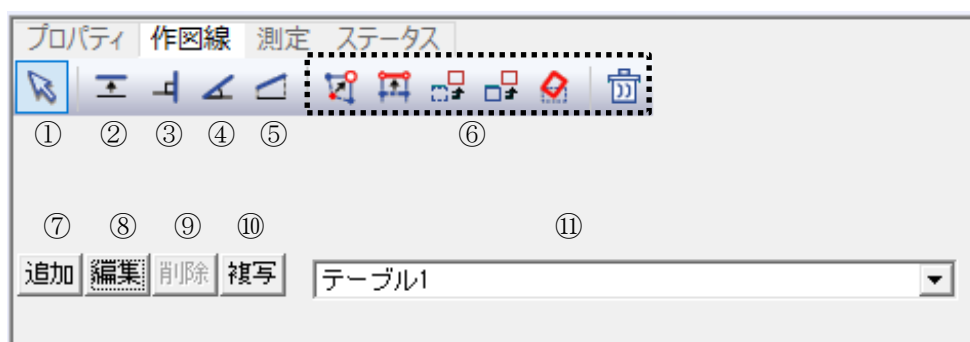 プロパティ 作図線 測定 ステータス
① ② ③ ④ ⑤ ⑥
⑦ ⑧ ⑨ ⑩ ⑪
追加 編集 削除 複写 テーブル1